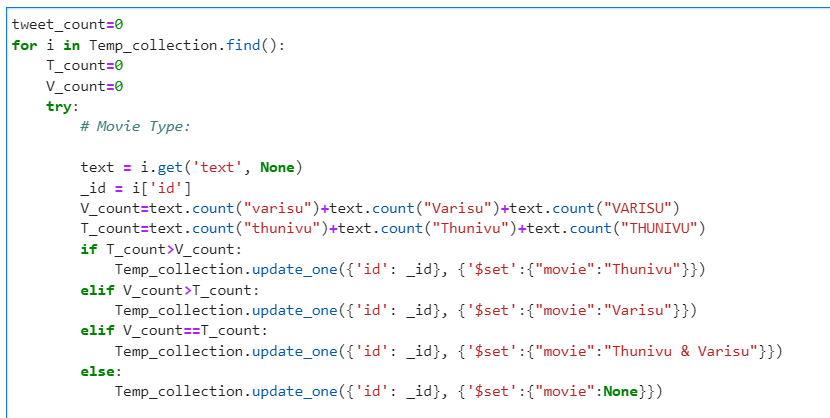 tweet_count=0
for i in Temp_collection.find():
    T_count=0
    V_count=0
    try:
        # Movie Type:

        text = i.get('text', None)
        _id = i['id']
        V_count=text.count("varisu")+text.count("Varisu")+text.count("VARISU")
        T_count=text.count("thunivu")+text.count("Thunivu")+text.count("THUNIVU")
        if T_count>V_count:
            Temp_collection.update_one({'id': _id}, {'$set':{"movie":"Thunivu"}})
        elif V_count>T_count:
            Temp_collection.update_one({'id': _id}, {'$set':{"movie":"Varisu"}})
        elif V_count==T_count:
            Temp_collection.update_one({'id': _id}, {'$set':{"movie":"Thunivu & Varisu"}})
        else:
            Temp_collection.update_one({'id': _id}, {'$set':{"movie":None}})